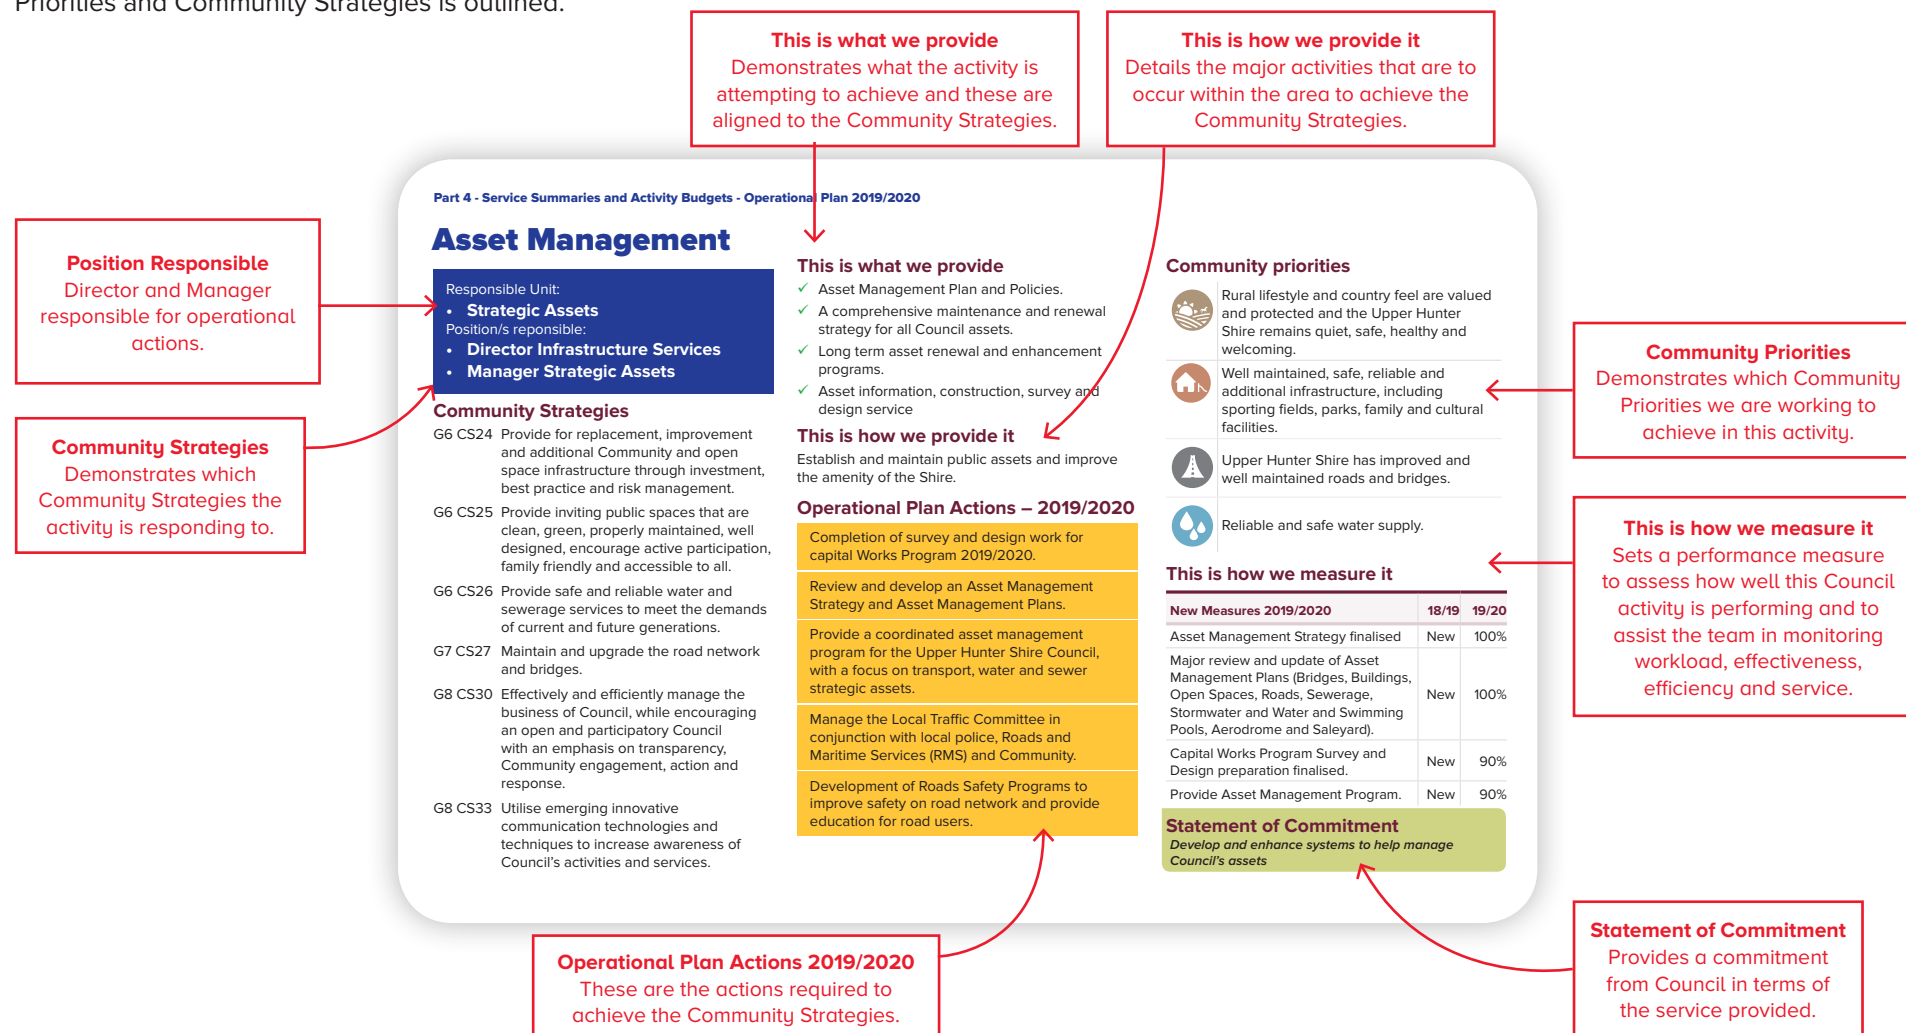 Priorities and Community Strategies is outlined.
This is what we provide
Demonstrates what the activity is
attempting to achieve and these are
aligned to the Community Strategies.
This is how we provide it
Details the major activities that are to
occur within the area to achieve the
Community Strategies.
Position Responsible
Director and Manager
responsible for operational
actions.
Community Strategies
Demonstrates which
Community Strategies the
activity is responding to.
Part 4 - Service Summaries and Activity Budgets - Operational Plan 2019/2020
Asset Management
Responsible Unit:
• Strategic Assets
Position/s reponsible:
• Director Infrastructure Services
• Manager Strategic Assets
Community Strategies
G6 CS24 Provide for replacement, improvement
and additional Community and open
space infrastructure through investment,
best practice and risk management.
G6 CS25 Provide inviting public spaces that are
clean, green, properly maintained, well
designed, encourage active participation,
family friendly and accessible to all.
G6 CS26 Provide safe and reliable water and
sewerage services to meet the demands
of current and future generations.
G7 CS27 Maintain and upgrade the road network
and bridges.
G8 CS30 Effectively and efficiently manage the
business of Council, while encouraging
an open and participatory Council
with an emphasis on transparency,
Community engagement, action and
response.
G8 CS33 Utilise emerging innovative
communication technologies and
techniques to increase awareness of
Council's activities and services.
This is what we provide
✓ Asset Management Plan and Policies.
✓ A comprehensive maintenance and renewal
strategy for all Council assets.
✓ Long term asset renewal and enhancement
programs.
✓ Asset information, construction, survey and
design service
This is how we provide it
Establish and maintain public assets and improve
the amenity of the Shire.
Operational Plan Actions – 2019/2020
Completion of survey and design work for
capital Works Program 2019/2020.
Review and develop an Asset Management
Strategy and Asset Management Plans.
Provide a coordinated asset management
program for the Upper Hunter Shire Council,
with a focus on transport, water and sewer
strategic assets.
Manage the Local Traffic Committee in
conjunction with local police, Roads and
Maritime Services (RMS) and Community.
Development of Roads Safety Programs to
improve safety on road network and provide
education for road users.
Community priorities
Rural lifestyle and country feel are valued
and protected and the Upper Hunter
Shire remains quiet, safe, healthy and
welcoming.
Well maintained, safe, reliable and
additional infrastructure, including
sporting fields, parks, family and cultural
facilities.
Upper Hunter Shire has improved and
well maintained roads and bridges.
Reliable and safe water supply.
This is how we measure it
New Measures 2019/2020 18/19 19/20
Asset Management Strategy finalised New 100%
Major review and update of Asset
Management Plans (Bridges, Buildings,
Open Spaces, Roads, Sewerage, New 100%
Stormwater and Water and Swimming
Pools, Aerodrome and Saleyard).
Capital Works Program Survey and
Design preparation finalised. New 90%
Provide Asset Management Program. New 90%
Statement of Commitment
Develop and enhance systems to help manage
Council's assets
Community Priorities
Demonstrates which Community
Priorities we are working to
achieve in this activity.
This is how we measure it
Sets a performance measure
to assess how well this Council
activity is performing and to
assist the team in monitoring
workload, effectiveness,
efficiency and service.
Operational Plan Actions 2019/2020
These are the actions required to
achieve the Community Strategies.
Statement of Commitment
Provides a commitment
from Council in terms of
the service provided.